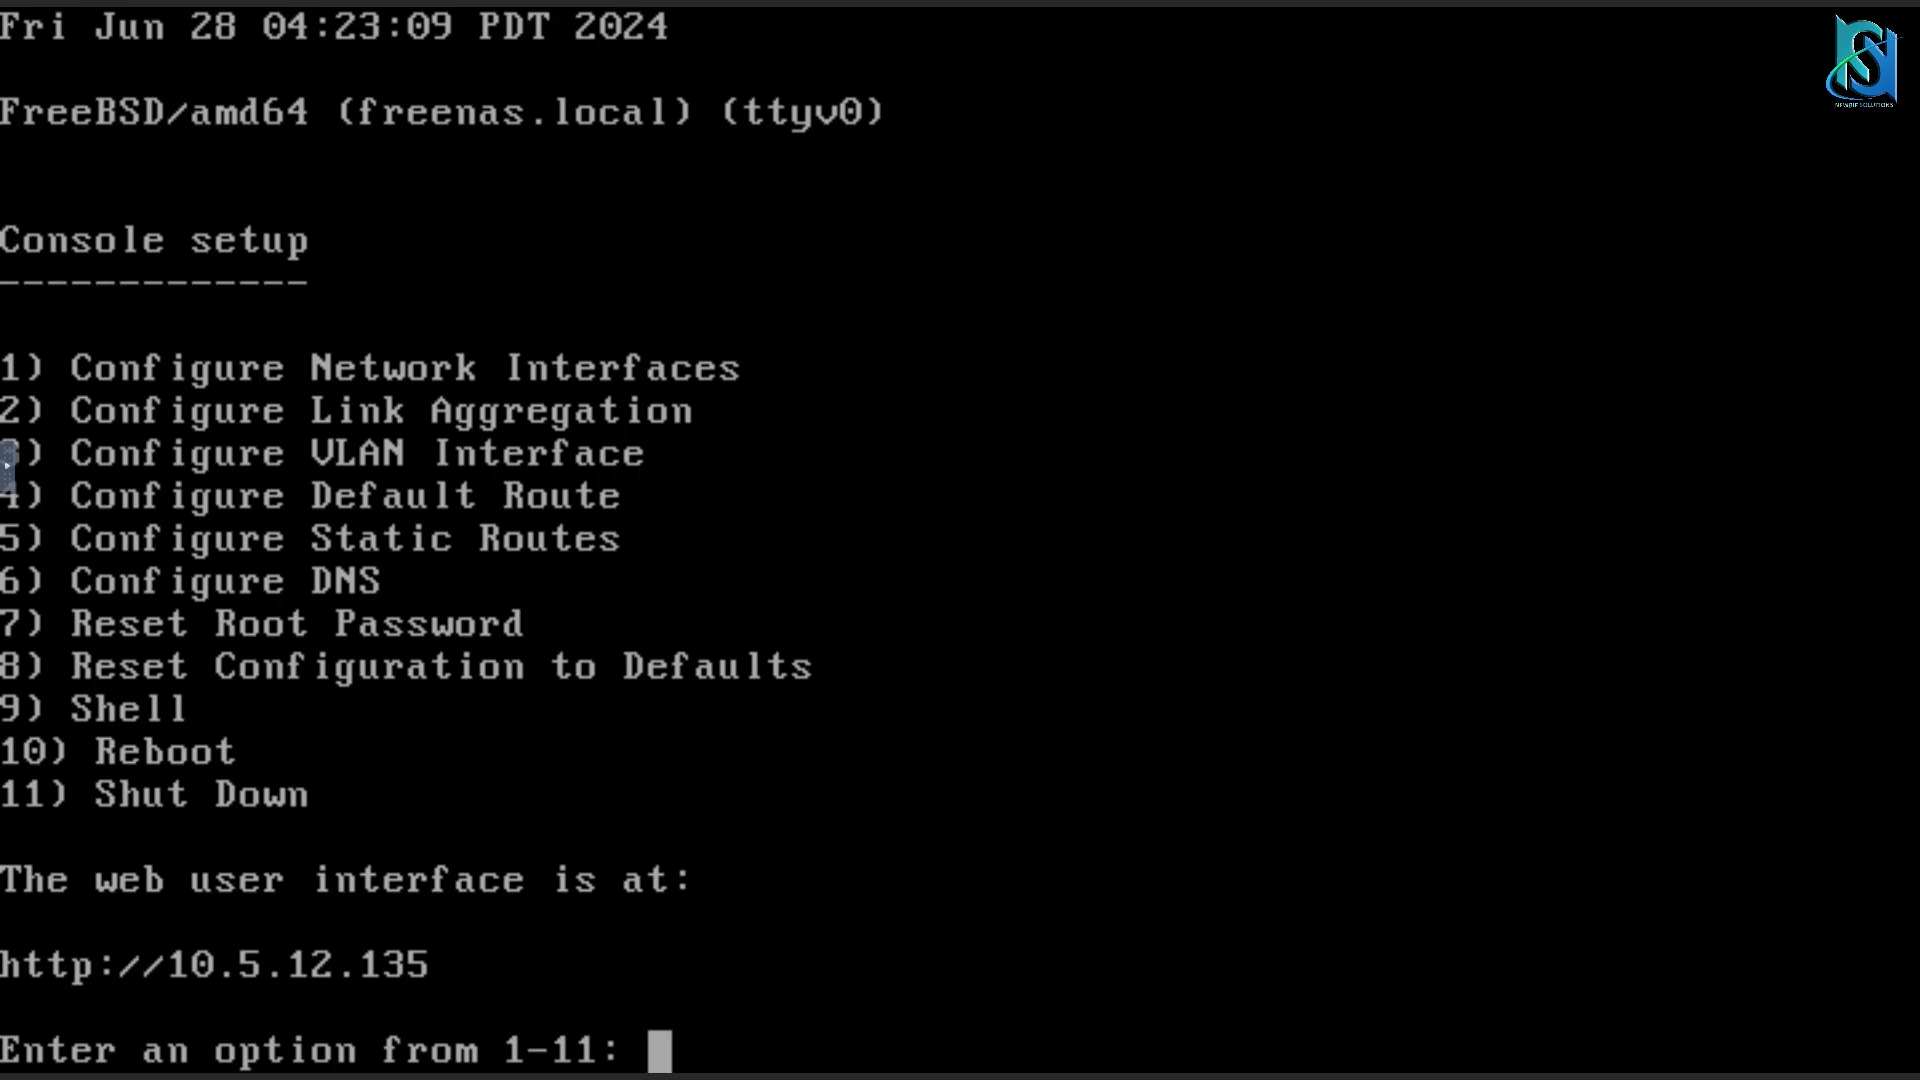 Fri Jun 28 04:23:09 PDT 2024
FreeBSD/amd64 (freenas.local) (ttyv0)
Console setup
-------------
1) Configure Network Interfaces
2) Configure Link Aggregation
3) Configure VLAN Interface
4) Configure Default Route
5) Configure Static Routes
6) Configure DNS
7) Reset Root Password
8) Reset Configuration to Defaults
9) Shell
10) Reboot
11) Shut Down
The web user interface is at:
http://10.5.12.135
Enter an option from 1-11: